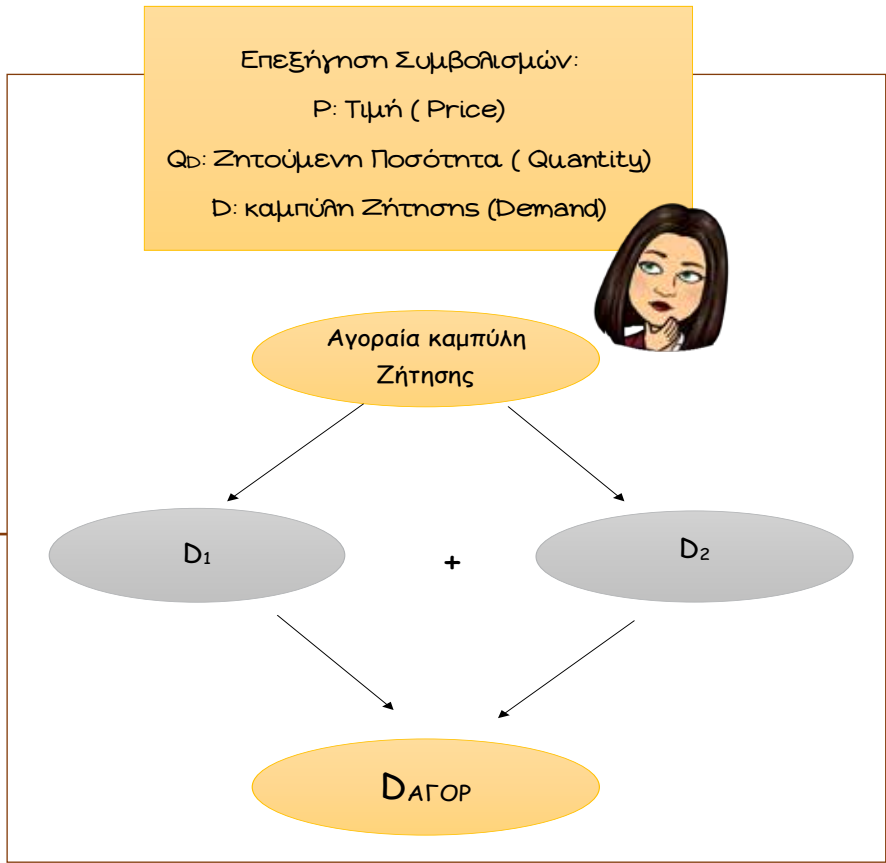 Επεξήγηση Συμβολισμών:
P: Τιμή ( Price)
QD: Ζητούμενη Ποσότητα ( Quantity)
D: καμπύλη Ζήτησης (Demand)
Αγοραία καμπύλη
Ζήτησης
D1
+
D2
DΑΓΟΡ